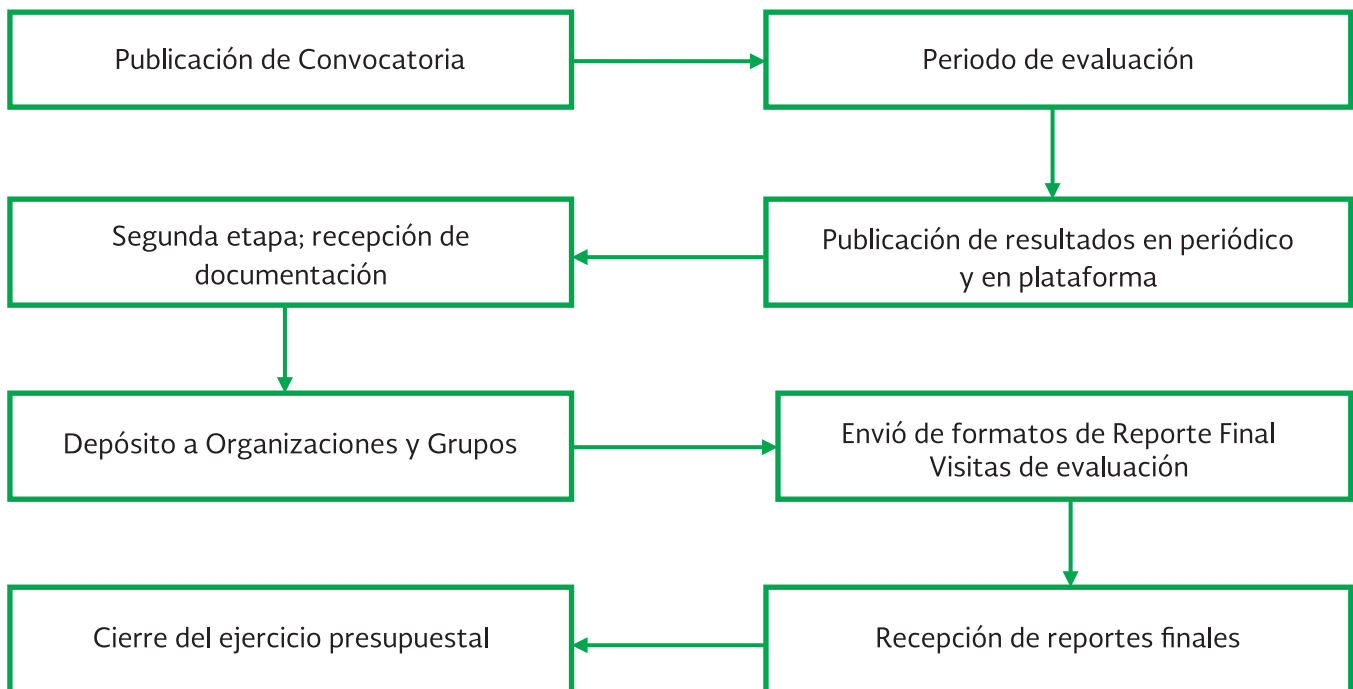 Publicación de Convocatoria
Periodo de evaluación
Publicación de resultados en periódico
y en plataforma
Segunda etapa; recepción de
documentación
Depósito a Organizaciones y Grupos
Envió de formatos de Reporte Final
Visitas de evaluación
Recepción de reportes finales
Cierre del ejercicio presupuestal